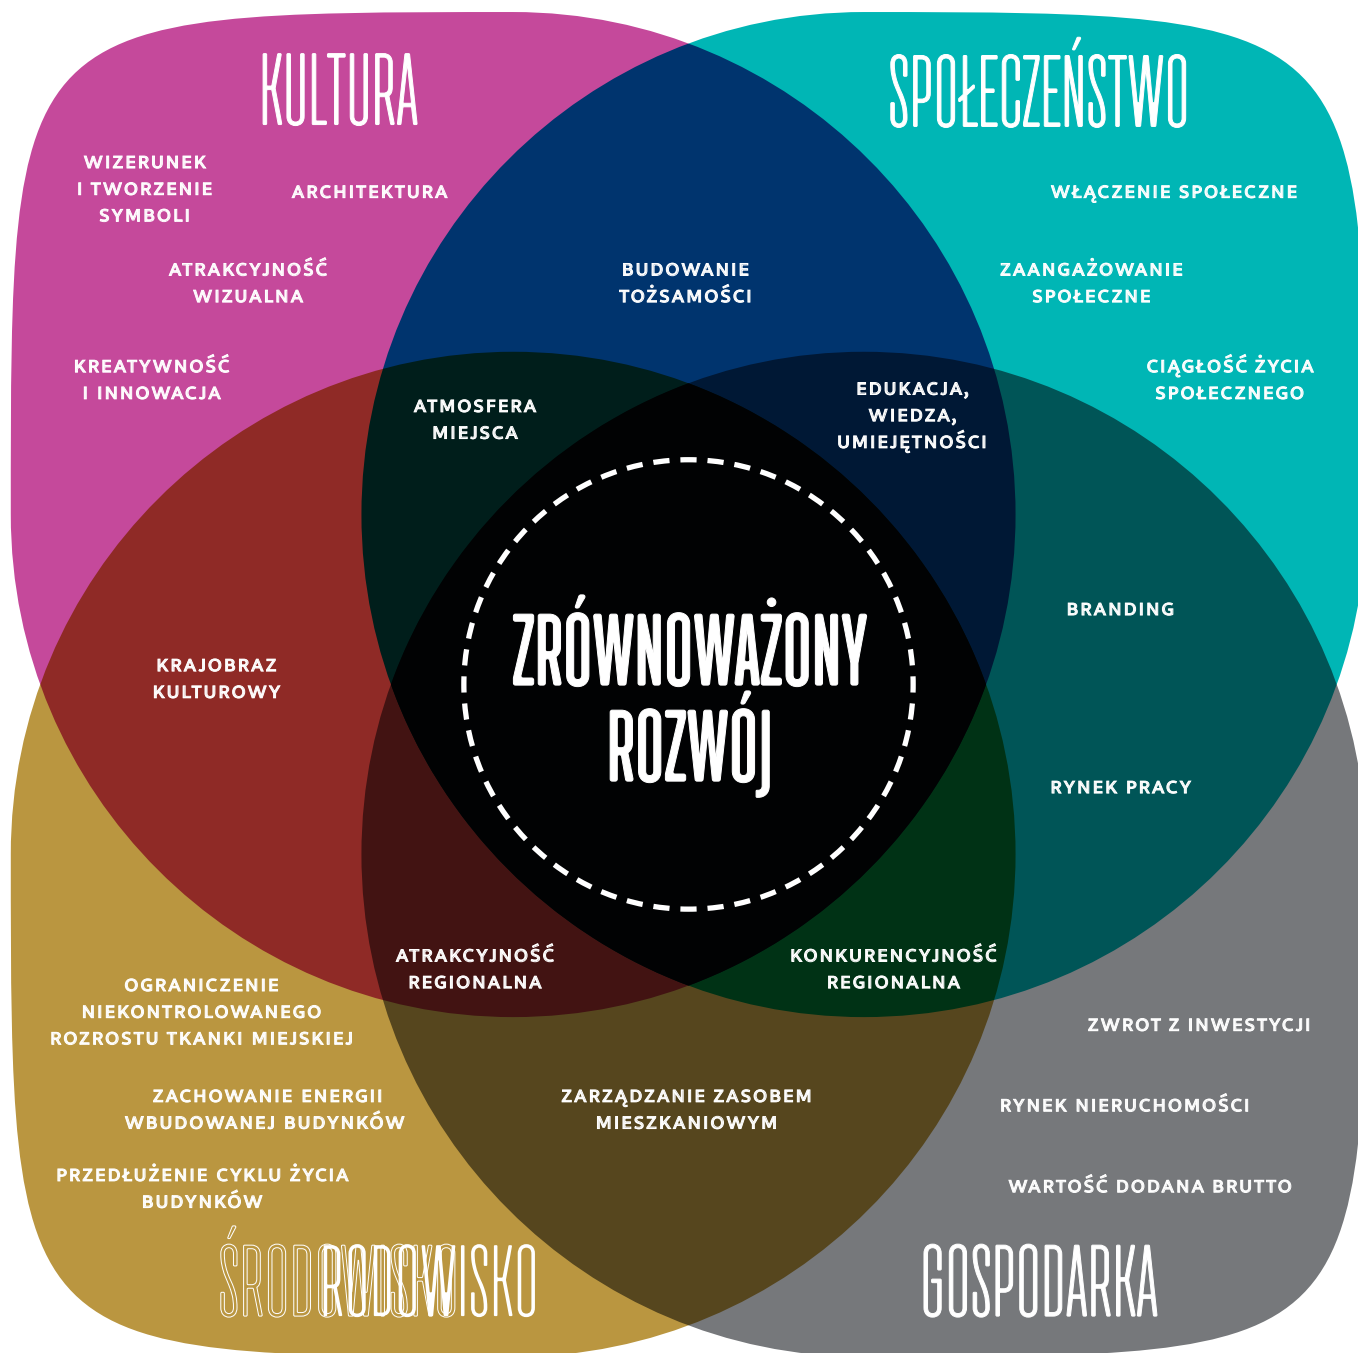 KULTURA
SPOŁECZEŃSTWO
WIZERUNEK
I TWORZENIE
SYMBOLI
ARCHITEKTURA
WŁĄCZENIE SPOŁECZNE
ATRAKCYJNOŚĆ
WIZUALNA
BUDOWANIE
TOŻSAMOŚCI
ZAANGAŻOWANIE
SPOŁECZNE
KREATYWNOŚĆ
I INNOWACJA
CIĄGŁOŚĆ ŻYCIA
SPOŁECZNEGO
ATMOSFERA
MIEJSCA
EDUKACJA,
WIEDZA,
UMIEJĘTNOŚCI
ZRÓWNOWAŻONY
ROZWÓJ
BRANDING
KRAJOBRAZ
KULTUROWY
RYNEK PRACY
ATRAKCYJNOŚĆ
REGIONALNA
KONKURENCYJNOŚĆ
REGIONALNA
OGRANICZENIE
NIEKONTROLOWANEGO
ROZROSTU TKANKI MIEJSKIEJ
ZWROT Z INWESTYCJI
ZACHOWANIE ENERGII
WBUDOWANEJ BUDYNKÓW
ZARZĄDZANIE ZASOBEM
MIESZKANIOWYM
RYNEK NIERUCHOMOŚCI
PRZEDŁUŻENIE CYKLU ŻYCIA
BUDYNKÓW
WARTOŚĆ DODANA BRUTTO
ŚRODOWISKO
RODOWISKO
GOSPODARKA